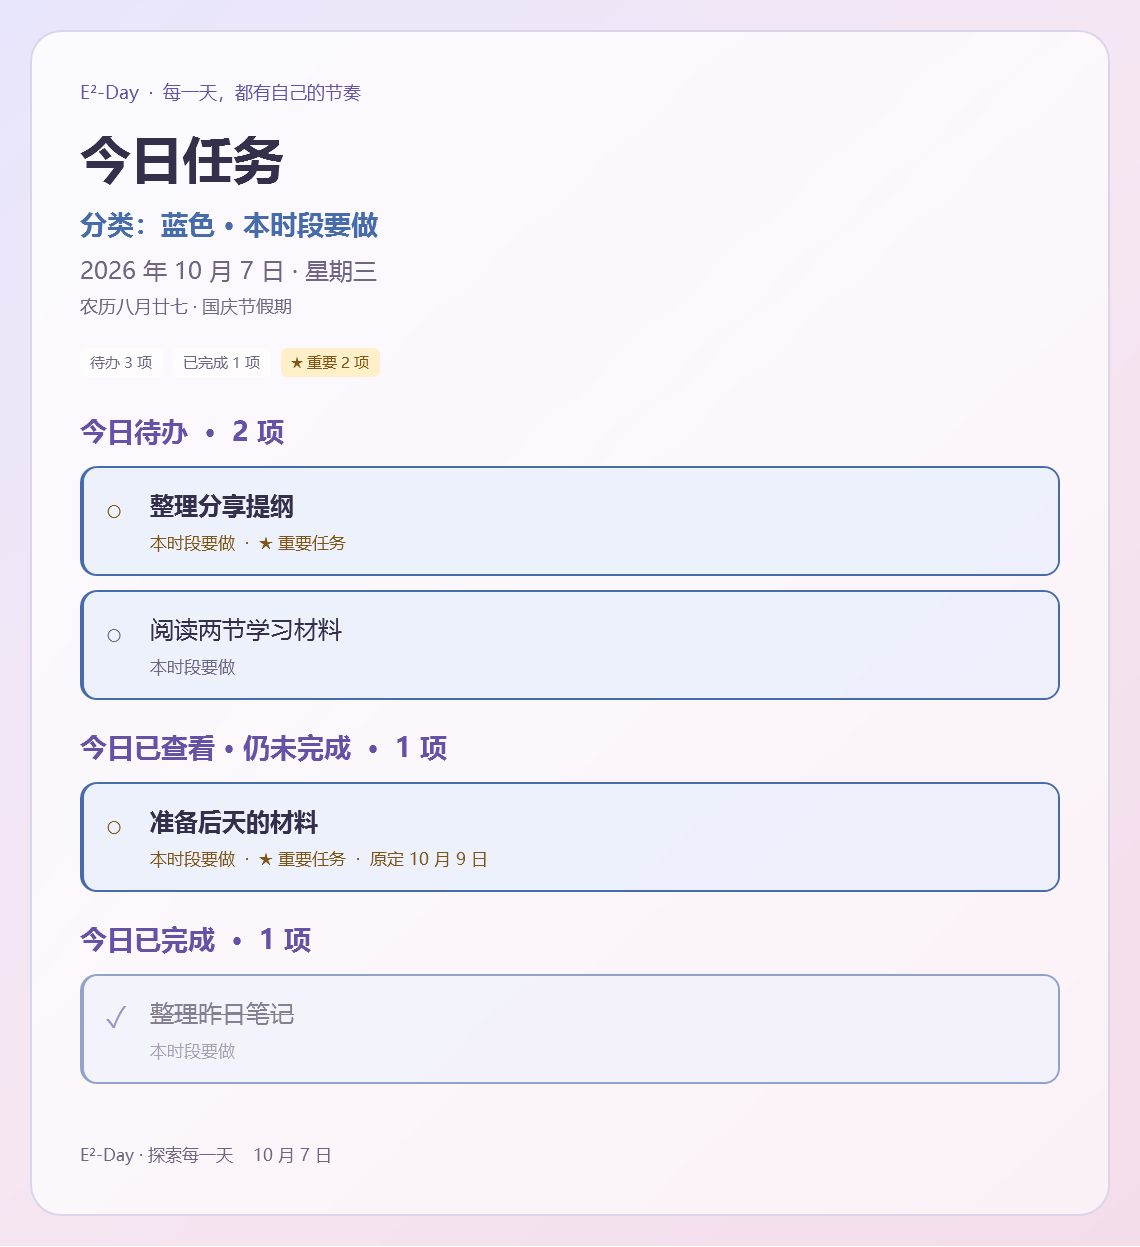 E²-Day · 每一天，都有自己的节奏
今日任务
分类：蓝色 • 本时段要做
2026 年 10 月 7 日 · 星期三
农历八月廿七 · 国庆节假期
待办 3 项 已完成 1 项 ★ 重要 2 项
今日待办 • 2 项
○ 整理分享提纲
本时段要做 · ★ 重要任务
○ 阅读两节学习材料
本时段要做
今日已查看 • 仍未完成 • 1 项
○ 准备后天的材料
本时段要做 · ★ 重要任务 · 原定 10 月 9 日
今日已完成 • 1 项
✓ 整理昨日笔记
本时段要做
E²-Day · 探索每一天 10 月 7 日